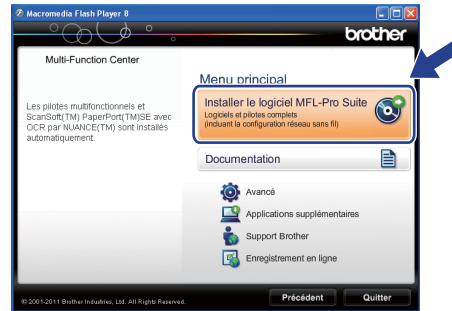 Macromedia Flash Player 8
brother
Multi-Function Center
Menu principal
Les pilotes multifonctionnels et
ScanSoft(TM) PaperPort(TM)SE avec
OCR par NUANCE(TM) sont installés
automatiquement.
Installer le logiciel MFL-Pro Suite
Logiciels et pilotes complets
(incluant la configuration réseau sans fil)
Documentation
Avancé
Applications supplémentaires
Support Brother
Enregistrement en ligne
© 2001-2011 Brother Industries, Ltd. All Rights Reserved.
Précédent
Quitter